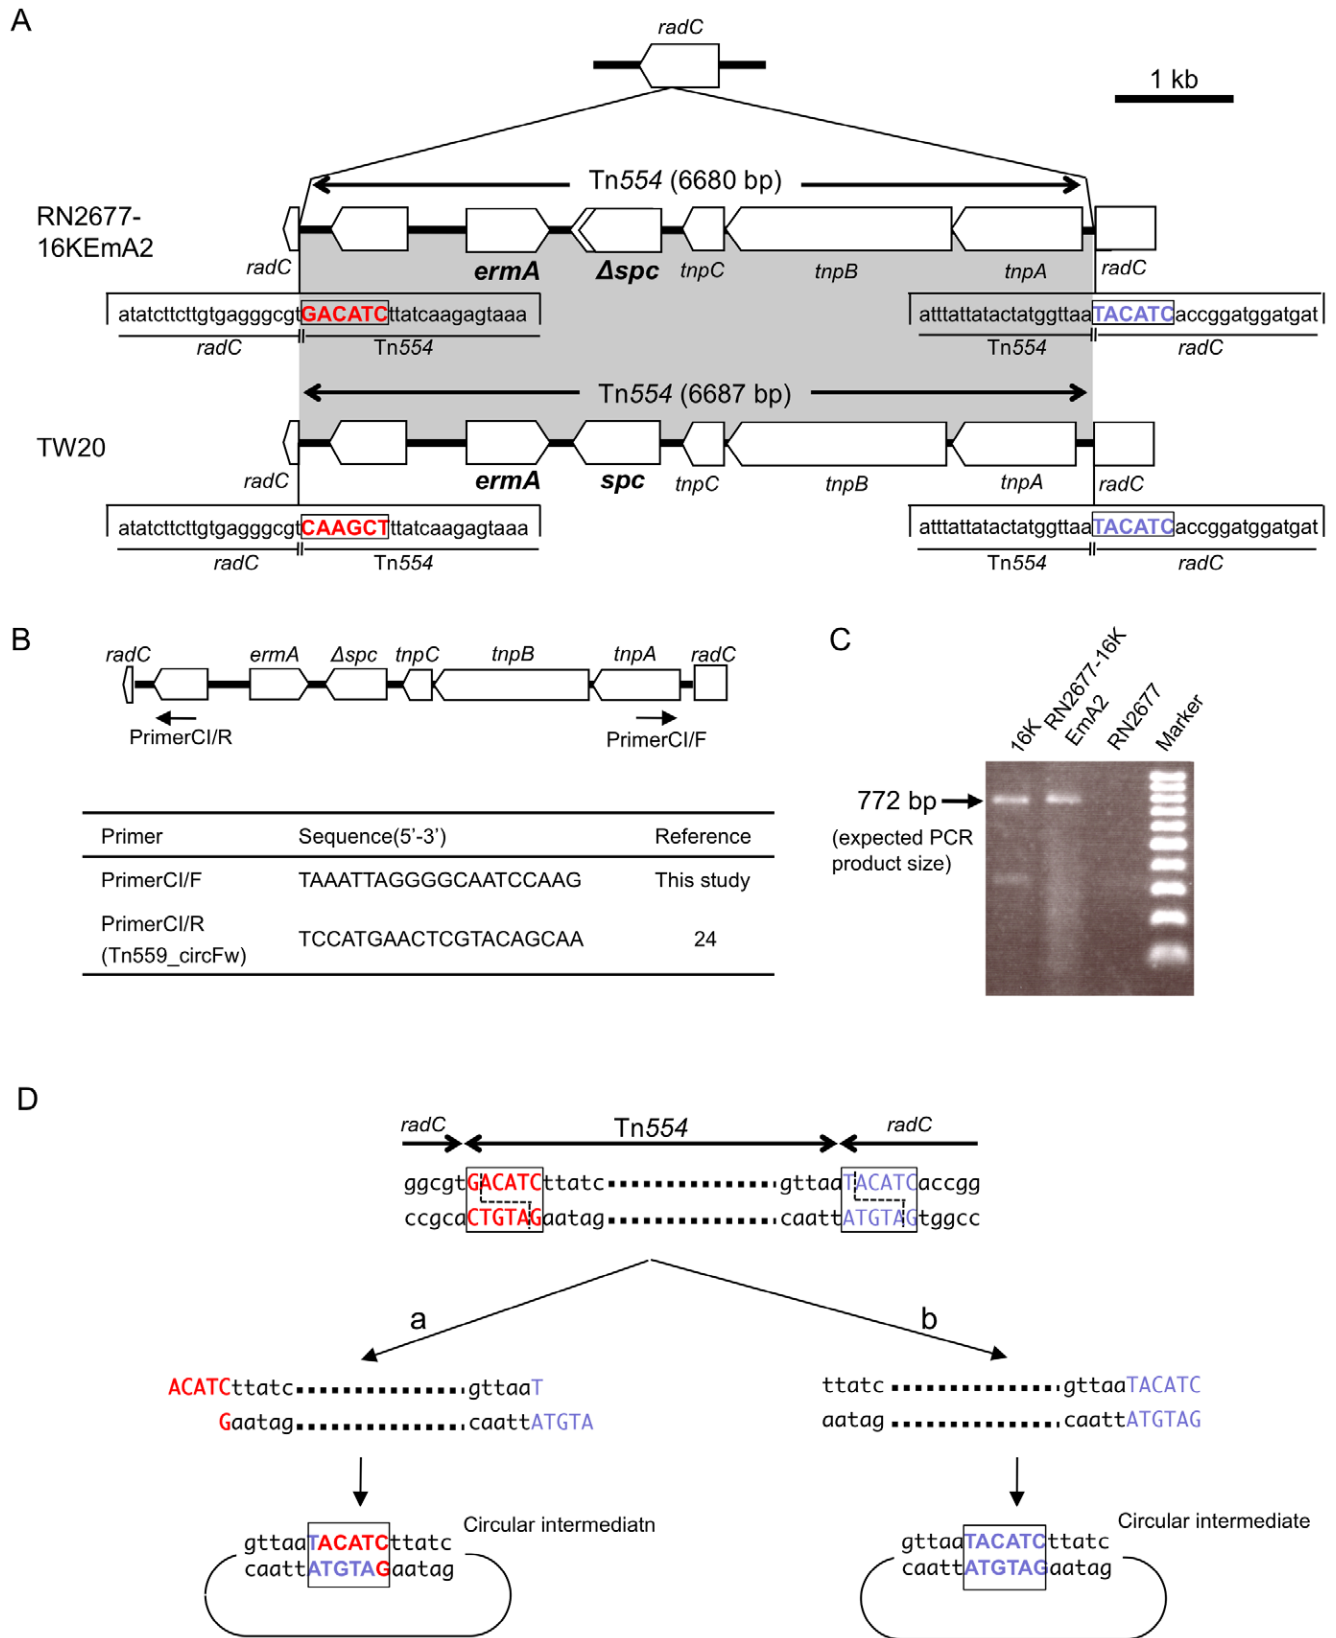 A
radC
1 kb
Tn554 (6680 bp)
RN2677-
16KEmA2
radC
ermA
Δspc
tnpC
tnpB
tnpA
radC
atatcttcttgtgagggcgtGACATCttatcaagagtaaa
atttattatactatggttaaTACATCaccggatggatgat
radC
Tn554
Tn554
radC
Tn554 (6687 bp)
TW20
radC
ermA
spc
tnpC
tnpB
tnpA
radC
atatcttcttgtgagggcgtCAAGCTttatcaagagtaaa
atttattatactatggttaaTACATCaccggatggatgat
radC
Tn554
Tn554
radC
B
radC
ermA
Δspc
tnpC
tnpB
tnpA
radC
PrimerCI/R
PrimerCI/F
Primer Sequence(5'-3') Reference
PrimerCI/F TAAATTAGGGGCAATCCAAG This study
PrimerCI/R
(Tn559_circFw) TCCATGAACTCGTACAGCAA 24
C
16K
RN2677-16K
EmA2
RN2677
Marker
772 bp
(expected PCR
product size)
D
radC
Tn554
radC
ggcgtGACATCttatc gttaaTACATCaccgg
ccgcaCTGTAGaatag caattATGTAGtggcc
a
b
ACATCttatc gttaaT
Gaatag caattATGTA
ttatc gttaaTACATC
aatag caattATGTAG
Circular intermediatn
gttaaTACATCttatc
caattATGTAGaatag
Circular intermediate
gttaaTACATCttatc
caattATGTAGaatag